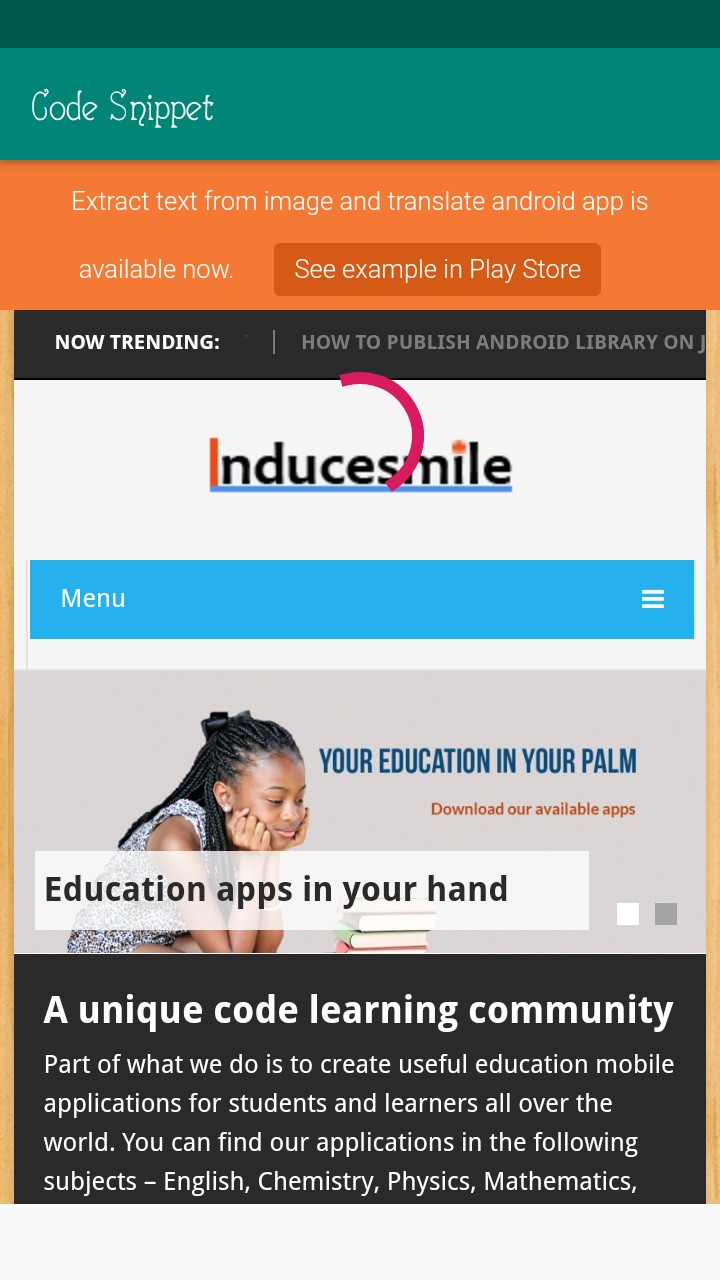 Code Snippet
Extract text from image and translate android app is
available now. See example in Play Store
NOW TRENDING: HOW TO PUBLISH ANDROID LIBRARY ON J
Inducesmile
Menu
YOUR EDUCATION IN YOUR PALM
Download our available apps
Education apps in your hand
A unique code learning community
Part of what we do is to create useful education mobile
applications for students and learners all over the
world. You can find our applications in the following
subjects – English, Chemistry, Physics, Mathematics,